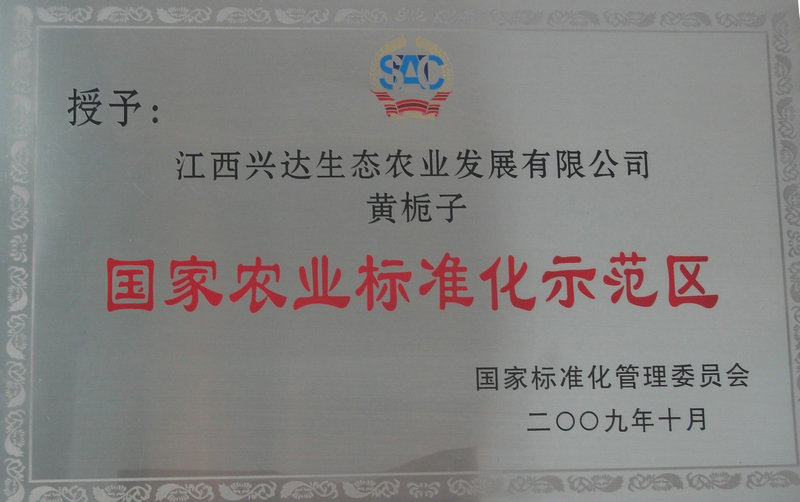 SAC
授予：
江西兴达生态农业发展有限公司
黄栀子
国家农业标准化示范区
国家标准化管理委员会
二〇〇九年十月